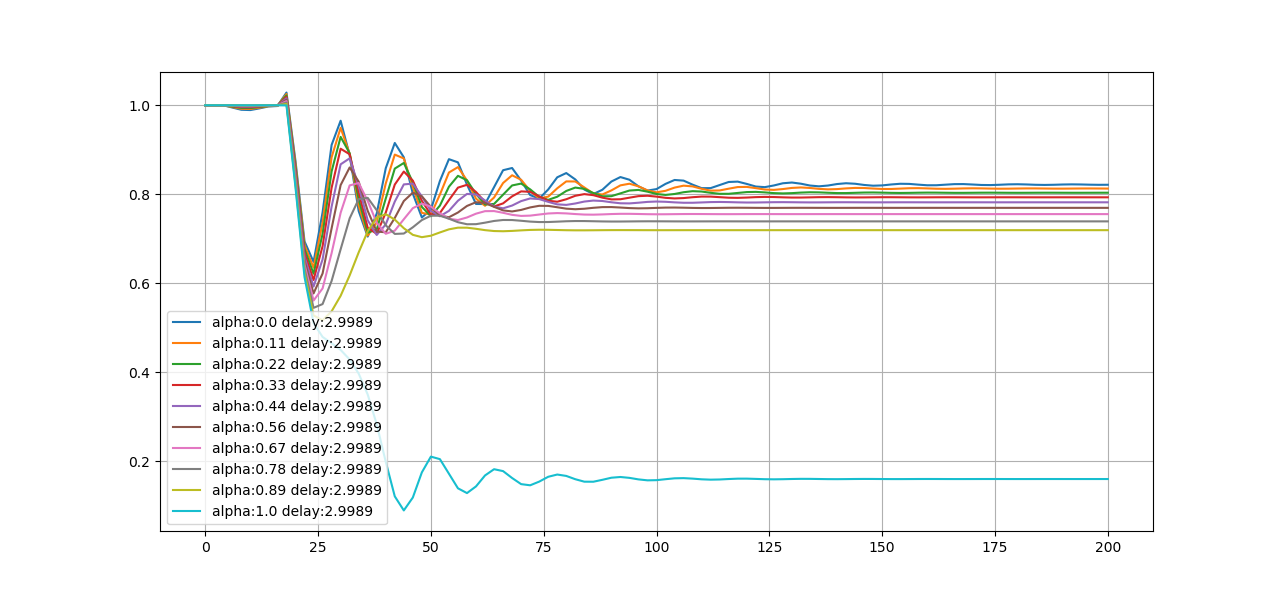 1.0
0.8
0.6
0.4
0.2
alpha:0.0 delay:2.9989
alpha:0.11 delay:2.9989
alpha:0.22 delay:2.9989
alpha:0.33 delay:2.9989
alpha:0.44 delay:2.9989
alpha:0.56 delay:2.9989
alpha:0.67 delay:2.9989
alpha:0.78 delay:2.9989
alpha:0.89 delay:2.9989
alpha:1.0 delay:2.9989
0 25 50 75 100 125 150 175 200